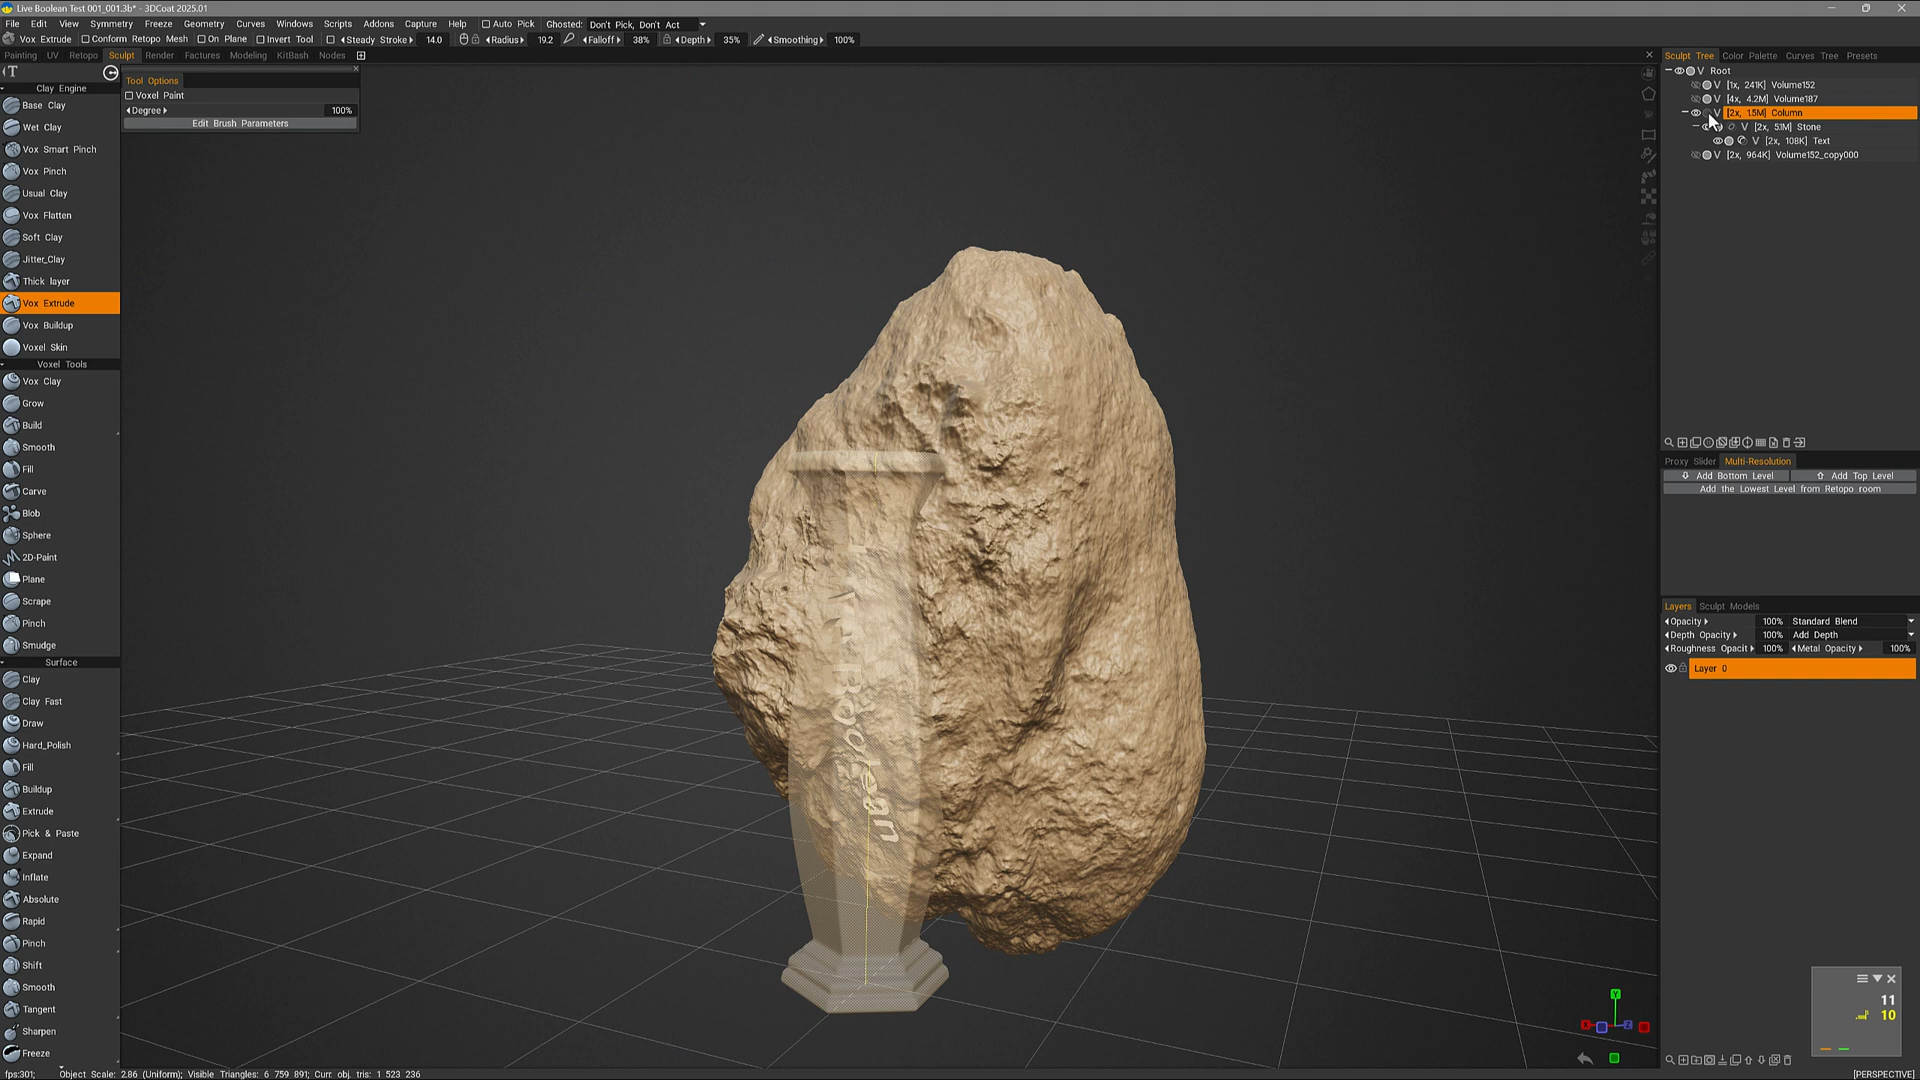 Live Boolean Test 001_001.3b* - 3DCoat 2025.01
File Edit View Symmetry Freeze Geometry Curves Windows Scripts Addons Capture Help Auto Pick Ghosted: Don't Pick, Don't Act
Vox Extrude Conform Retopo Mesh On Plane Invert Tool Steady Stroke 14.0 Radius 19.2 Falloff 38% Depth 35% Smoothing 100%
Painting UV Retopo Sculpt Render Factures Modeling KitBash Nodes
T
Clay Engine
Base Clay
Wet Clay
Vox Smart Pinch
Vox Pinch
Usual Clay
Vox Flatten
Soft Clay
Jitter_Clay
Thick layer
Vox Extrude
Vox Buildup
Voxel Skin
Voxel Tools
Vox Clay
Grow
Build
Smooth
Fill
Carve
Blob
Sphere
2D-Paint
Plane
Scrape
Pinch
Smudge
Surface
Clay
Clay Fast
Draw
Hard_Polish
Fill
Buildup
Extrude
Pick & Paste
Expand
Inflate
Absolute
Rapid
Pinch
Shift
Smooth
Tangent
Sharpen
Freeze
Tool Options
Voxel Paint
Degree 100%
Edit Brush Parameters
Boolean
Sculpt Tree Color Palette Curves Tree Presets
V Root
V [1x, 241K] Volume152
V [4x, 4.2M] Volume187
V [2x, 1.5M] Column
V [2x, 5.1M] Stone
V [2x, 108K] Text
V [2x, 964K] Volume152_copy000
Proxy Slider Multi-Resolution
Add Bottom Level Add Top Level
Add the Lowest Level from Retopo room
Layers Sculpt Models
Opacity 100% Standard Blend
Depth Opacity 100% Add Depth
Roughness Opacit 100% Metal Opacity 100%
Layer 0
11
10
Y
X
Z
fps:301; Object Scale: 2.86 (Uniform); Visible Triangles: 6 759 891; Curr. obj. tris: 1 523 236
[PERSPECTIVE]